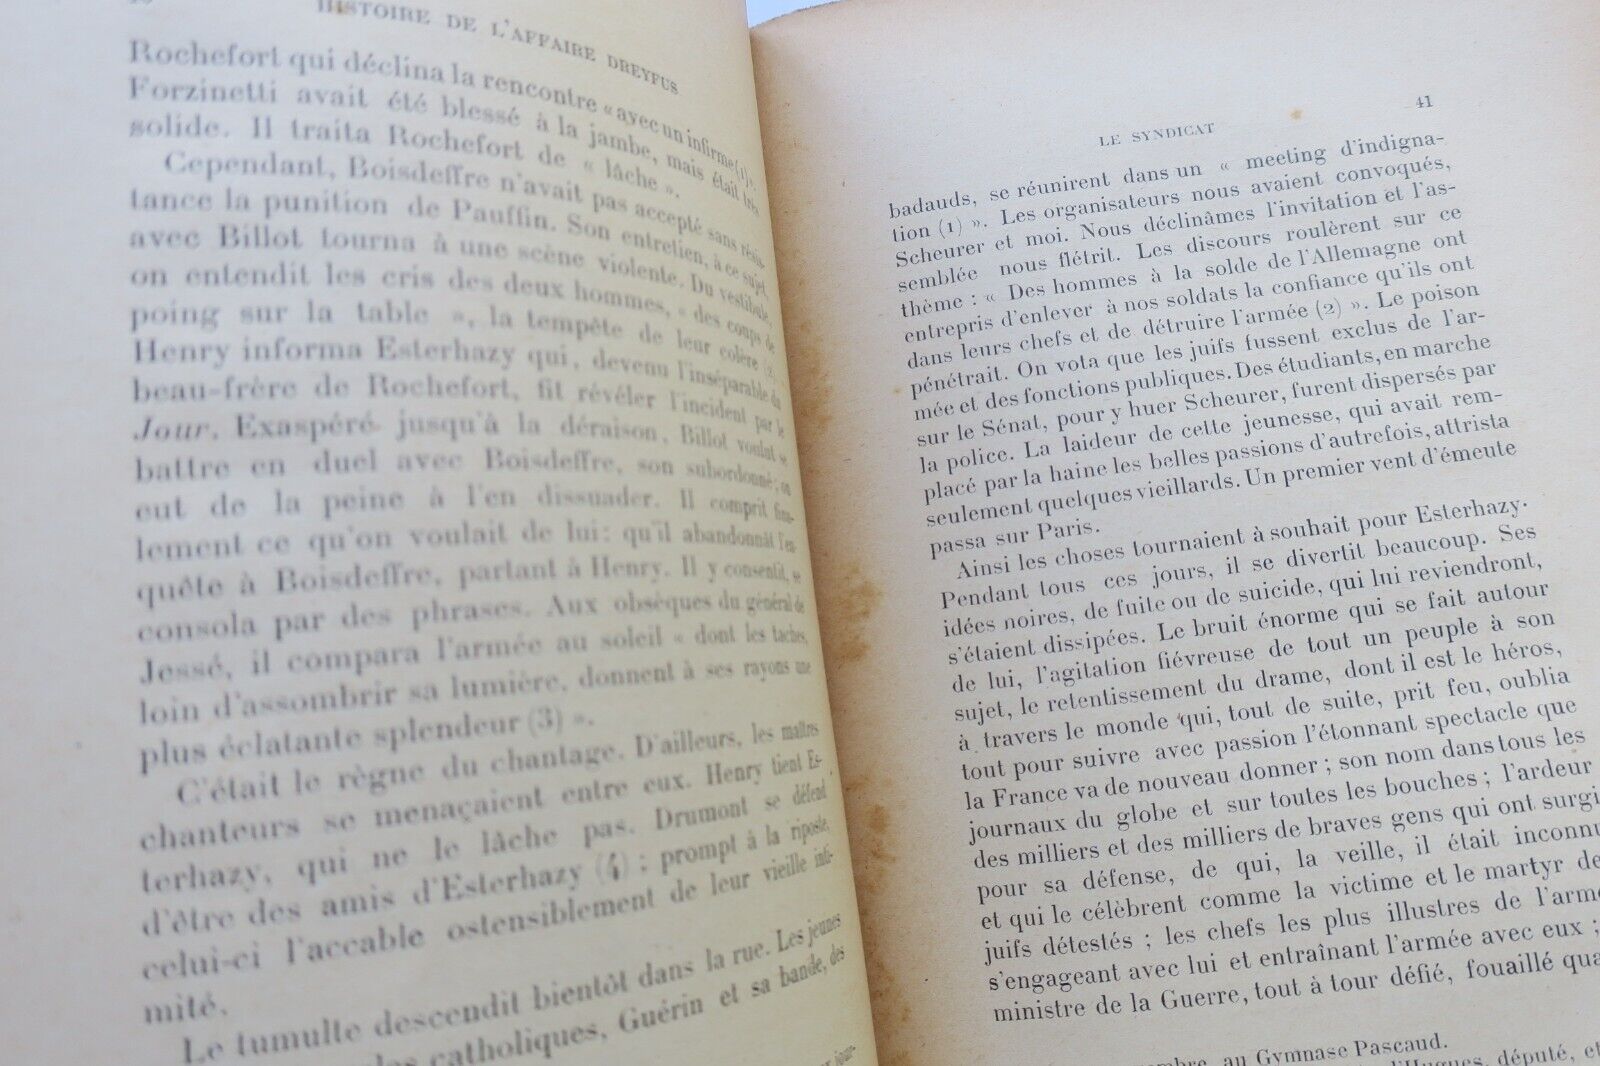 HISTOIRE DE L'AFFAIRE DREYFUS
Rochefort qui déclina la rencontre « avec un infirme (1) ».
Forzinetti avait été blessé à la jambe, mais était très
solide. Il traita Rochefort de « lâche ».
Cependant, Boisdeffre n'avait pas accepté sans résis-
tance la punition de Pauffin. Son entretien, à ce sujet,
avec Billot tourna à une scène violente. Du vestibule,
on entendit les cris des deux hommes, « des coups de
poing sur la table », la tempête de leur colère (2).
Henry informa Esterhazy qui, devenu l'inséparable du
beau-frère de Rochefort, fit révéler l'incident par le
Jour. Exaspéré jusqu'à la déraison, Billot voulut se
battre en duel avec Boisdeffre, son subordonné ; on
eut de la peine à l'en dissuader. Il comprit fina-
lement ce qu'on voulait de lui : qu'il abandonnât l'en-
quête à Boisdeffre, partant à Henry. Il y consentit, se
consola par des phrases. Aux obsèques du général de
Jessé, il compara l'armée au soleil « dont les taches,
loin d'assombrir sa lumière, donnent à ses rayons une
plus éclatante splendeur (3) ».
C'était le règne du chantage. D'ailleurs, les maîtres
chanteurs se menaçaient entre eux. Henry tient Es-
terhazy, qui ne le lâche pas. Drumont se défend
d'être des amis d'Esterhazy (4) ; prompt à la riposte,
celui-ci l'accable ostensiblement de leur vieille inti-
mité.
Le tumulte descendit bientôt dans la rue. Les jeunes
catholiques, Guérin et sa bande, des
41
LE SYNDICAT
badauds, se réunirent dans un « meeting d'indigna-
tion (1) ». Les organisateurs nous avaient convoqués,
Scheurer et moi. Nous déclinâmes l'invitation et l'as-
semblée nous flétrit. Les discours roulèrent sur ce
thème : « Des hommes à la solde de l'Allemagne ont
entrepris d'enlever à nos soldats la confiance qu'ils ont
dans leurs chefs et de détruire l'armée (2) ». Le poison
pénétrait. On vota que les juifs fussent exclus de l'ar-
mée et des fonctions publiques. Des étudiants, en marche
sur le Sénat, pour y huer Scheurer, furent dispersés par
la police. La laideur de cette jeunesse, qui avait rem-
placé par la haine les belles passions d'autrefois, attrista
seulement quelques vieillards. Un premier vent d'émeute
passa sur Paris.
Ainsi les choses tournaient à souhait pour Esterhazy.
Pendant tous ces jours, il se divertit beaucoup. Ses
idées noires, de fuite ou de suicide, qui lui reviendront,
s'étaient dissipées. Le bruit énorme qui se fait autour
de lui, l'agitation fiévreuse de tout un peuple à son
sujet, le retentissement du drame, dont il est le héros,
à travers le monde qui, tout de suite, prit feu, oublia
tout pour suivre avec passion l'étonnant spectacle que
la France va de nouveau donner ; son nom dans tous les
journaux du globe et sur toutes les bouches ; l'ardeur
des milliers et des milliers de braves gens qui ont surgi
pour sa défense, de qui, la veille, il était inconnu
et qui le célèbrent comme la victime et le martyr de
juifs détestés ; les chefs les plus illustres de l'armé
s'engageant avec lui et entraînant l'armée avec eux ;
ministre de la Guerre, tout à tour défié, fouaillé qua
au Gymnase Pascaud.
d'Hugues, député, et